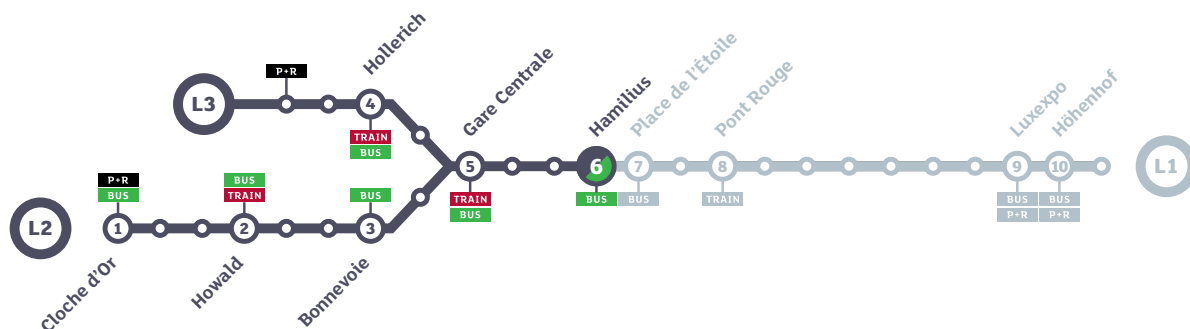 Hollerich
Gare Centrale
Hamilius
Place de l'Étoile
Pont Rouge
Luxexpo
Höhenhof
P+R
L3
4
TRAIN
BUS
5
6
7
8
9
10
L1
P+R
BUS
BUS
TRAIN
BUS
TRAIN
BUS
BUS
BUS
TRAIN
BUS
P+R
BUS
P+R
L2
1
2
3
Cloche d'Or
Howald
Bonnevoie